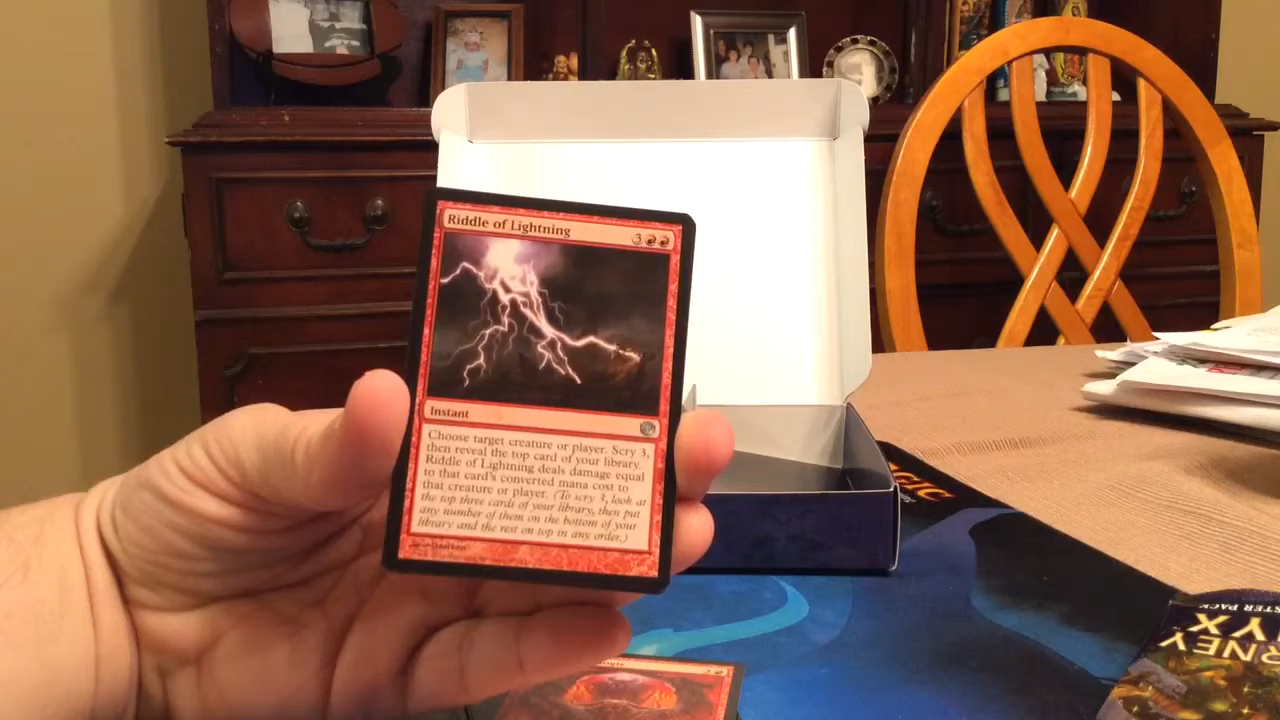 Riddle of Lightning
3
Instant
Choose target creature or player. Scry 3,
then reveal the top card of your library.
Riddle of Lightning deals damage equal
to that card's converted mana cost to
that creature or player. (To scry 3, look at
the top three cards of your library, then put
any number of them on the bottom of your
library and the rest on top in any order.)